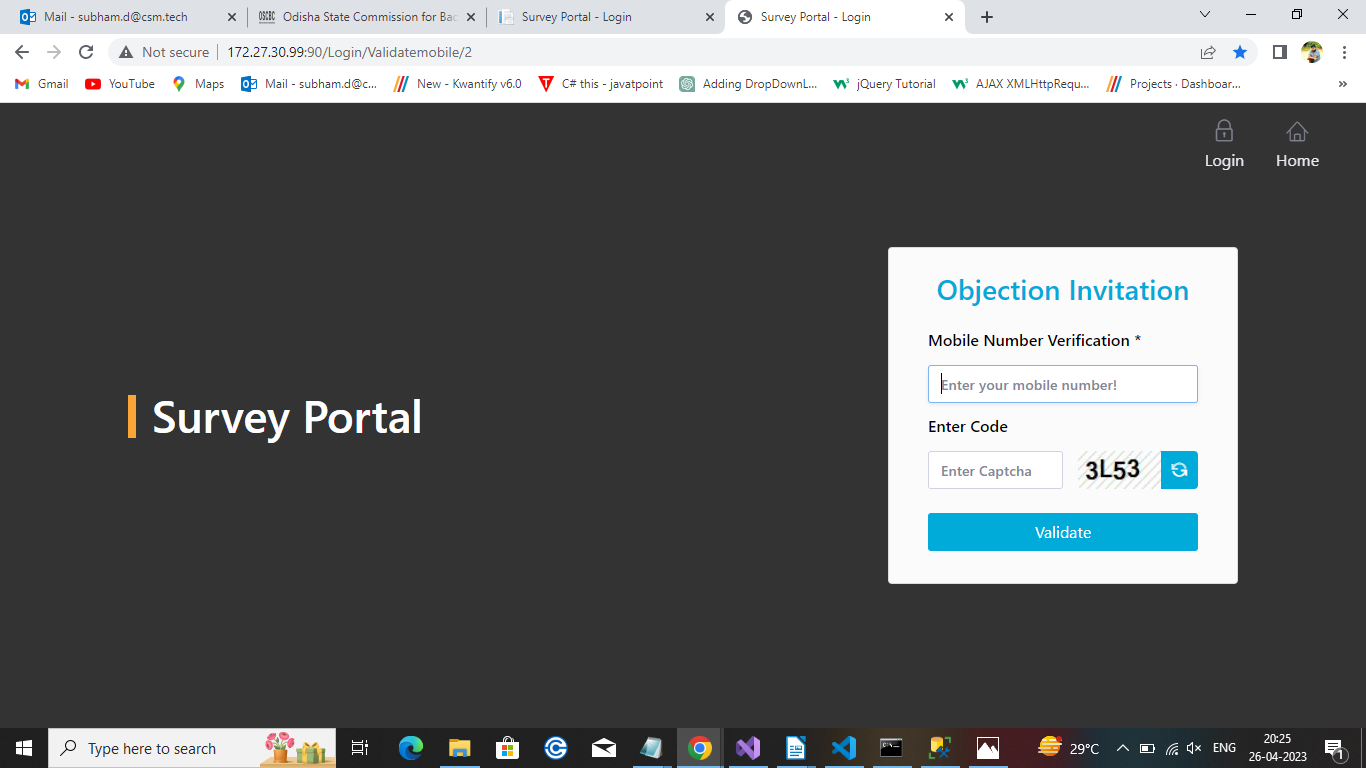 Mail - subham.d@csm.tech
Odisha State Commission for Bac
Survey Portal - Login
Survey Portal - Login
Not secure
172.27.30.99:90/Login/Validatemobile/2
Gmail
YouTube
Maps
Mail - subham.d@c...
New - Kwantify v6.0
C# this - javatpoint
Adding DropDownL...
jQuery Tutorial
AJAX XMLHttpRequ...
Projects · Dashboar...
Login
Home
Survey Portal
Objection Invitation
Mobile Number Verification *
Enter your mobile number!
Enter Code
Enter Captcha
3L53
Validate
Type here to search
29°C
ENG
20:25
26-04-2023
1